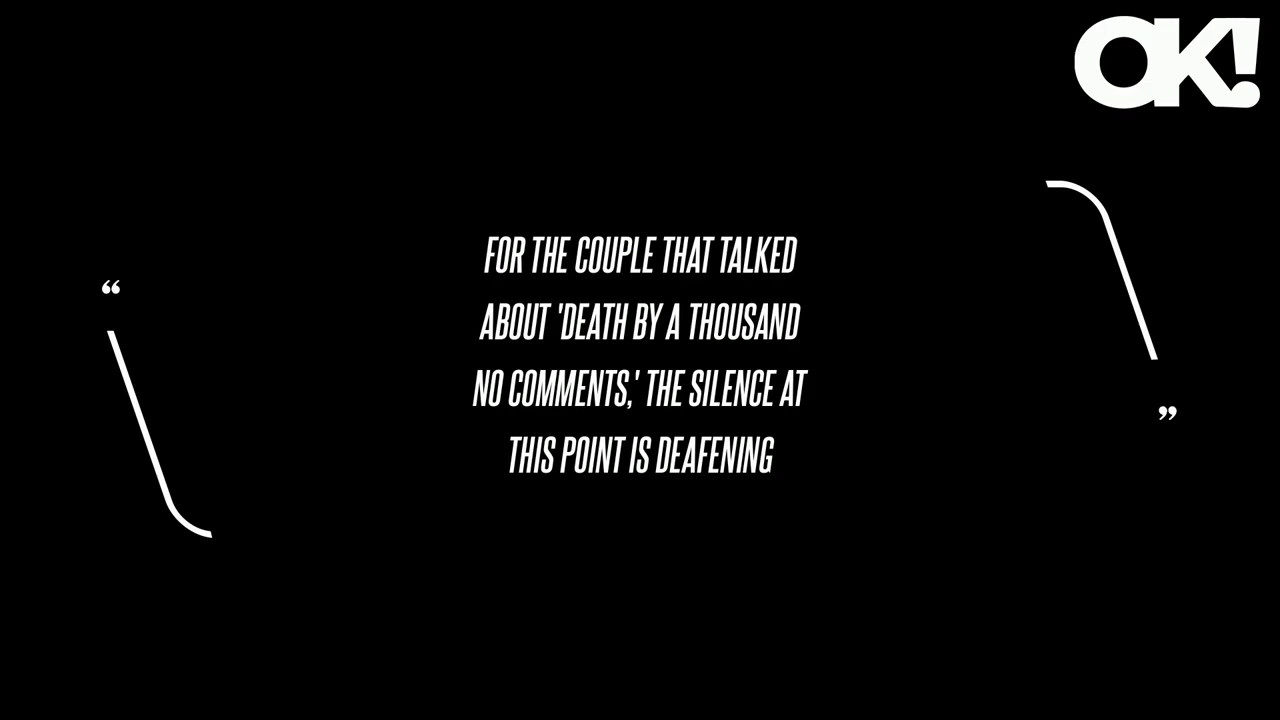 OK!
“
FOR THE COUPLE THAT TALKED
ABOUT 'DEATH BY A THOUSAND
NO COMMENTS,' THE SILENCE AT
THIS POINT IS DEAFENING
”